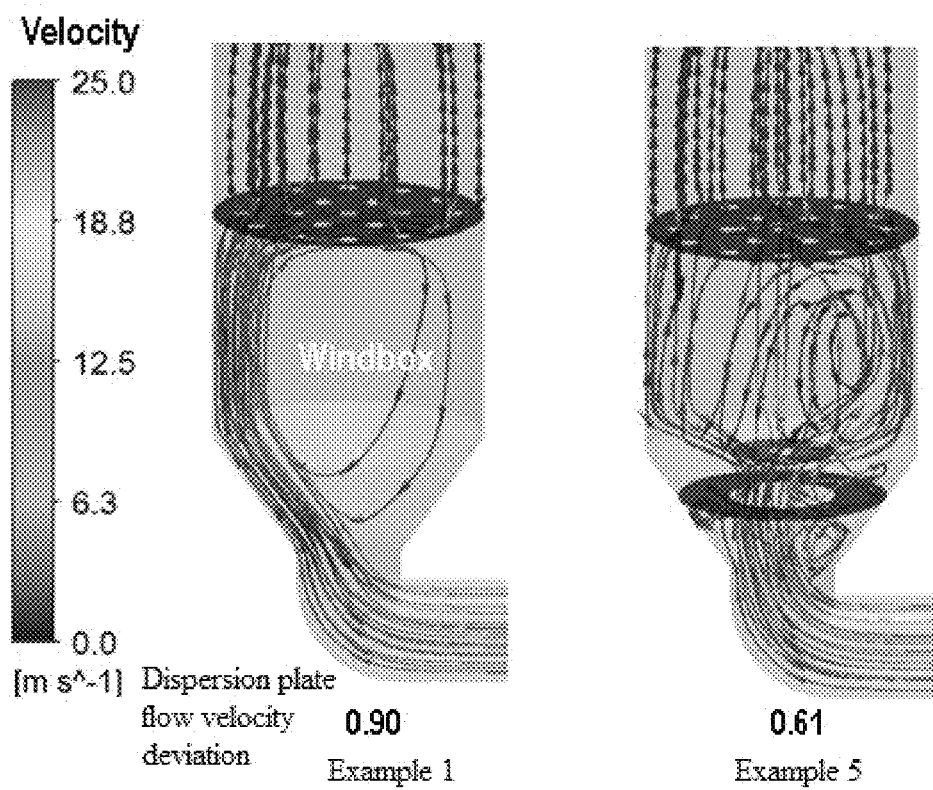 Velocity
25.0
18.8
12.5
6.3
0.0
[m s^-1]
Windbox
Dispersion plate
flow velocity
deviation
0.90
0.61
Example 1
Example 5